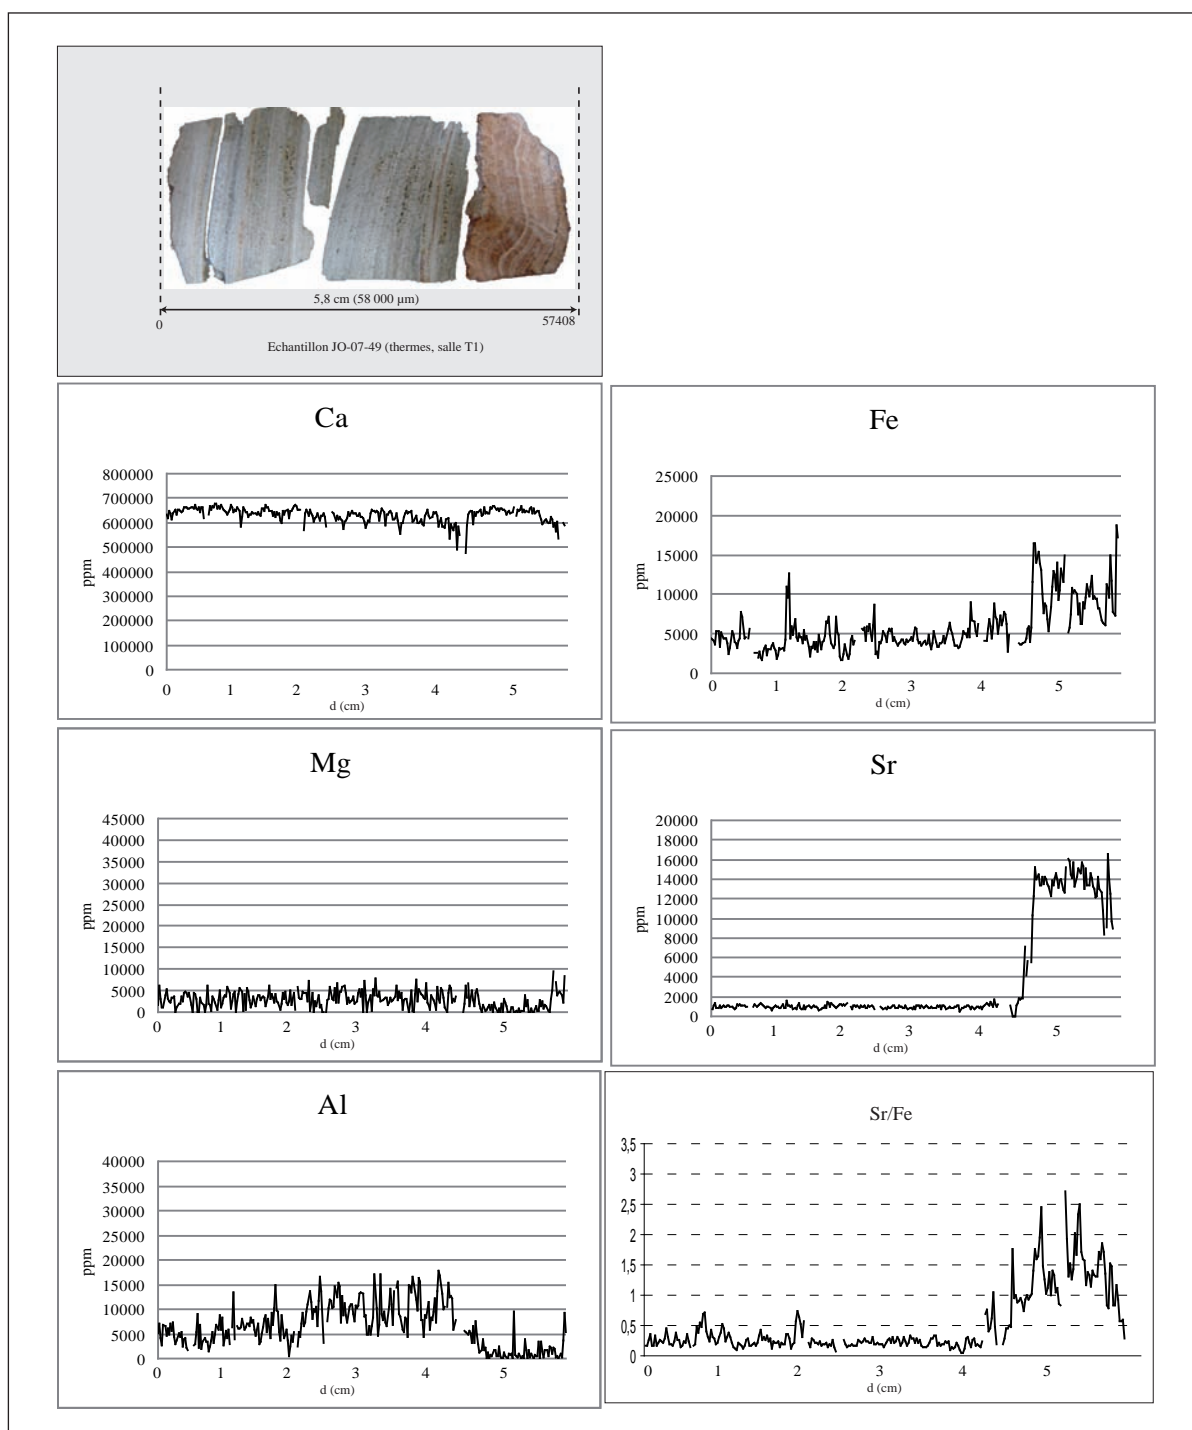 5,8 cm (58 000 µm)
0
57408
Echantillon JO-07-49 (thermes, salle T1)
Ca
800000
700000
600000
500000
400000
300000
200000
100000
0
ppm
0 1 2 3 4 5
d (cm)
Fe
25000
20000
15000
10000
5000
0
ppm
0 1 2 3 4 5
d (cm)
Mg
45000
40000
35000
30000
25000
20000
15000
10000
5000
0
ppm
0 1 2 3 4 5
d (cm)
Sr
20000
18000
16000
14000
12000
10000
8000
6000
4000
2000
0
ppm
0 1 2 3 4 5
d (cm)
Al
40000
35000
30000
25000
20000
15000
10000
5000
0
ppm
0 1 2 3 4 5
d (cm)
Sr/Fe
3,5
3
2,5
2
1,5
1
0,5
0
0 1 2 3 4 5
d (cm)